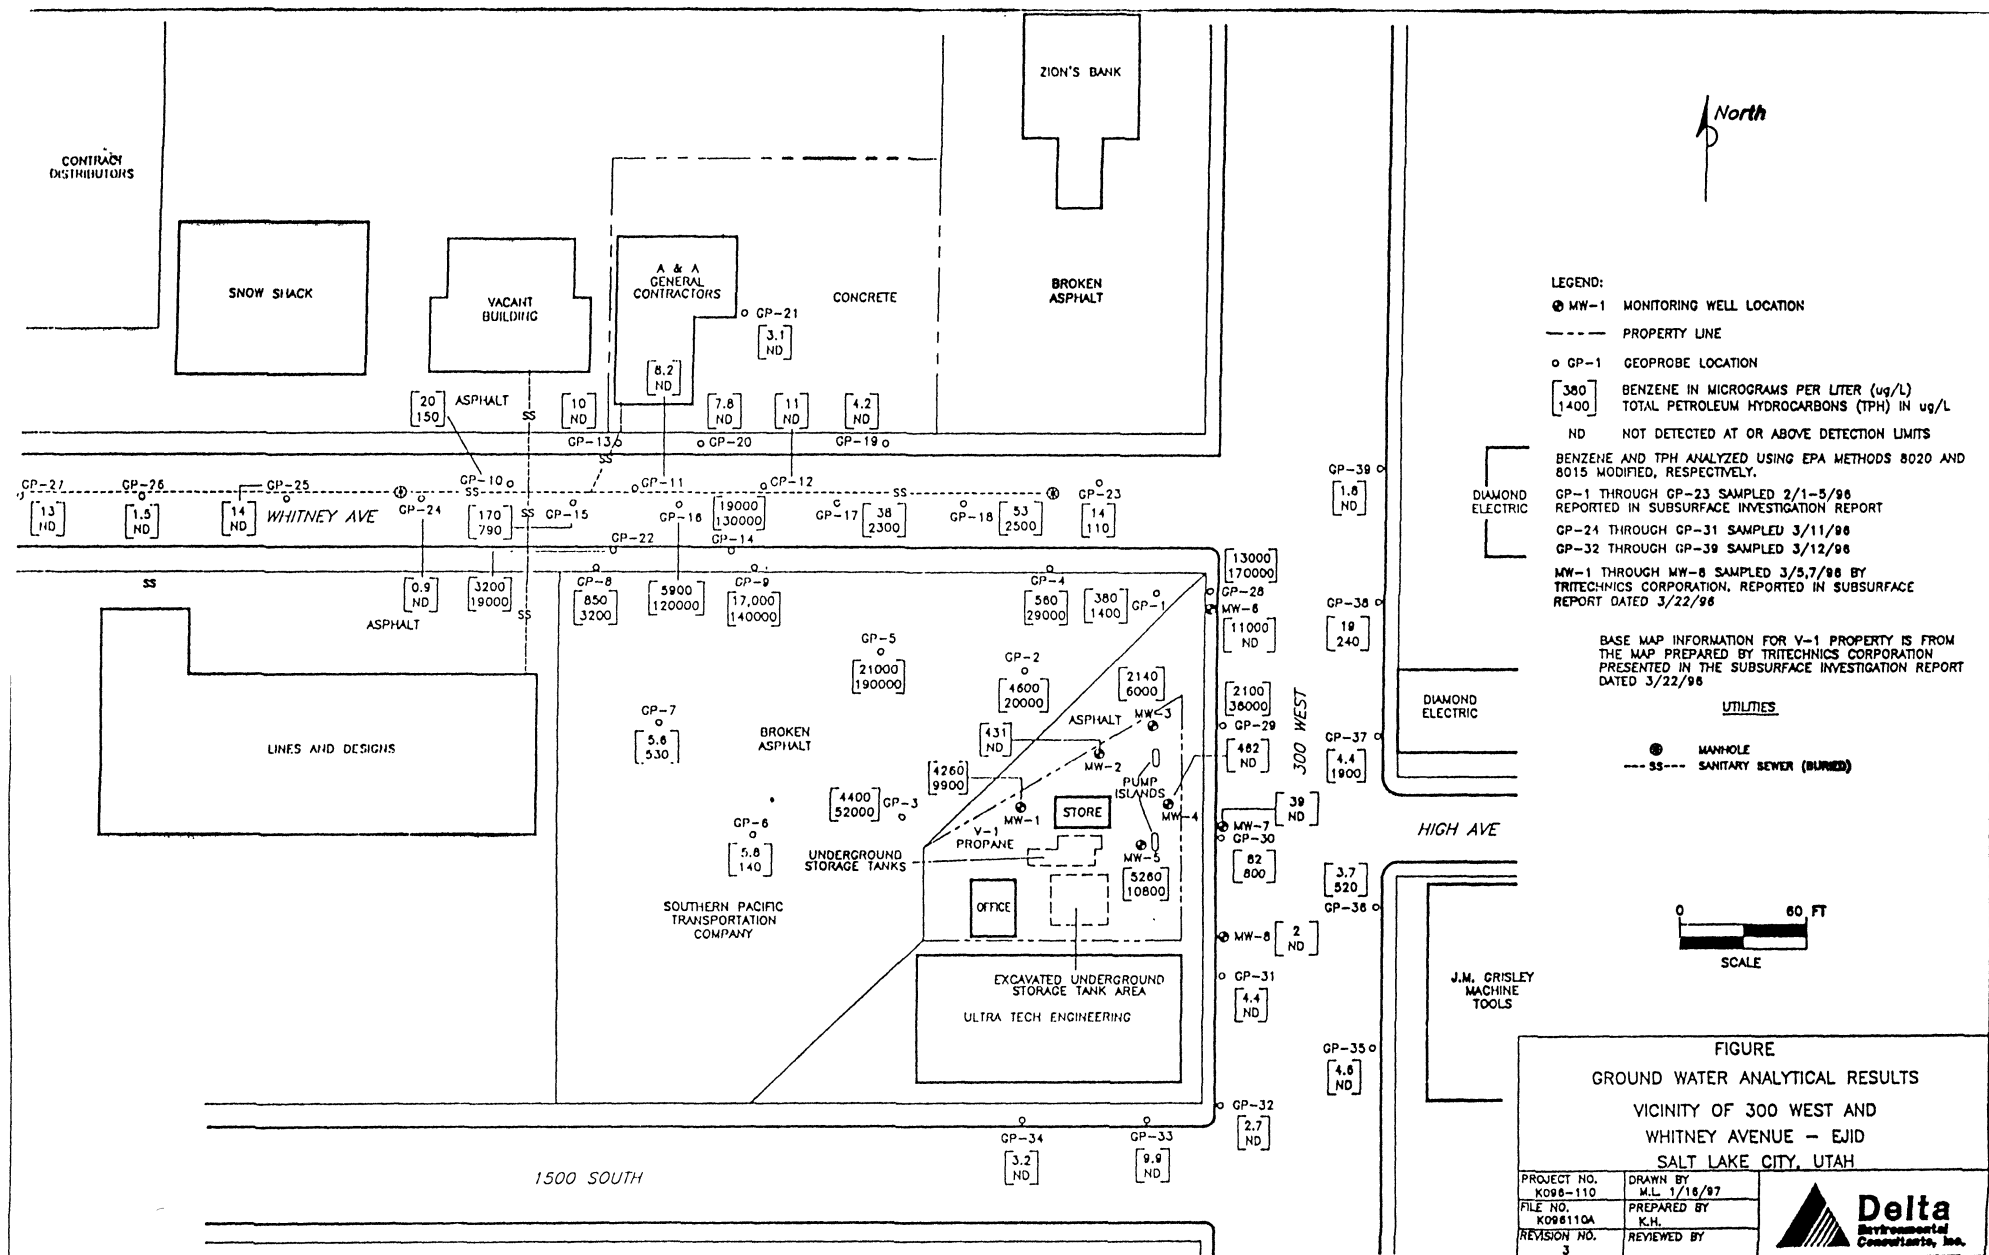 ZION'S BANK
North
CONTRACT
DISTRIBUTORS
SNOW SHACK
VACANT
BUILDING
A & A
GENERAL
CONTRACTORS
CONCRETE
BROKEN
ASPHALT
GP-21
3.1
ND
8.2
ND
20
150
ASPHALT
SS
10
ND
7.8
ND
11
ND
4.2
ND
GP-13
GP-20
GP-19
SS
GP-27
GP-26
GP-25
GP-10
SS
GP-11
GP-12
SS
GP-23
13
ND
1.5
ND
14
ND
WHITNEY AVE
GP-24
170
790
SS
GP-15
GP-16
19000
130000
GP-17
38
2300
GP-18
53
2500
14
110
GP-22
GP-14
SS
0.9
ND
3200
19000
SS
GP-8
850
3200
5900
120000
GP-9
17,000
140000
GP-4
560
29000
380
1400
GP-1
13000
170000
GP-28
MW-6
11000
ND
ASPHALT
GP-5
21000
190000
GP-2
4600
20000
2140
6000
2100
36000
GP-7
5.6
530
BROKEN
ASPHALT
ASPHALT
MW-3
GP-29
431
ND
MW-2
462
ND
300 WEST
LINES AND DESIGNS
4260
9900
PUMP
ISLANDS
4400
52000
GP-3
MW-1
STORE
MW-4
39
ND
MW-7
GP-30
GP-6
5.8
140
V-1
PROPANE
UNDERGROUND
STORAGE TANKS
MW-5
5260
10800
82
800
SOUTHERN PACIFIC
TRANSPORTATION
COMPANY
OFFICE
MW-8
2
ND
EXCAVATED UNDERGROUND
STORAGE TANK AREA
ULTRA TECH ENGINEERING
GP-31
4.4
ND
GP-32
2.7
ND
GP-34
3.2
ND
GP-33
9.9
ND
1500 SOUTH
GP-39
1.6
ND
DIAMOND
ELECTRIC
GP-38
19
240
DIAMOND
ELECTRIC
GP-37
4.4
1900
HIGH AVE
3.7
520
GP-36
J.M. GRISLEY
MACHINE
TOOLS
GP-35
4.6
ND
LEGEND:
MW-1 MONITORING WELL LOCATION
PROPERTY LINE
GP-1 GEOPROBE LOCATION
380 BENZENE IN MICROGRAMS PER LITER (ug/L)
1400 TOTAL PETROLEUM HYDROCARBONS (TPH) IN ug/L
ND NOT DETECTED AT OR ABOVE DETECTION LIMITS
BENZENE AND TPH ANALYZED USING EPA METHODS 8020 AND
8015 MODIFIED, RESPECTIVELY.
GP-1 THROUGH GP-23 SAMPLED 2/1-5/96
REPORTED IN SUBSURFACE INVESTIGATION REPORT
GP-24 THROUGH GP-31 SAMPLED 3/11/96
GP-32 THROUGH GP-39 SAMPLED 3/12/96
MW-1 THROUGH MW-8 SAMPLED 3/5,7/96 BY
TRITECHNICS CORPORATION, REPORTED IN SUBSURFACE
REPORT DATED 3/22/96
BASE MAP INFORMATION FOR V-1 PROPERTY IS FROM
THE MAP PREPARED BY TRITECHNICS CORPORATION
PRESENTED IN THE SUBSURFACE INVESTIGATION REPORT
DATED 3/22/96
UTILITIES
MANHOLE
SS SANITARY SEWER (BURIED)
0 60 FT
SCALE
FIGURE
GROUND WATER ANALYTICAL RESULTS
VICINITY OF 300 WEST AND
WHITNEY AVENUE - EJID
SALT LAKE CITY, UTAH
PROJECT NO.
K096-110
DRAWN BY
M.L. 1/16/97
FILE NO.
K096110A
PREPARED BY
K.H.
REVISION NO.
3
REVIEWED BY
Delta
Environmental
Consultants, Inc.